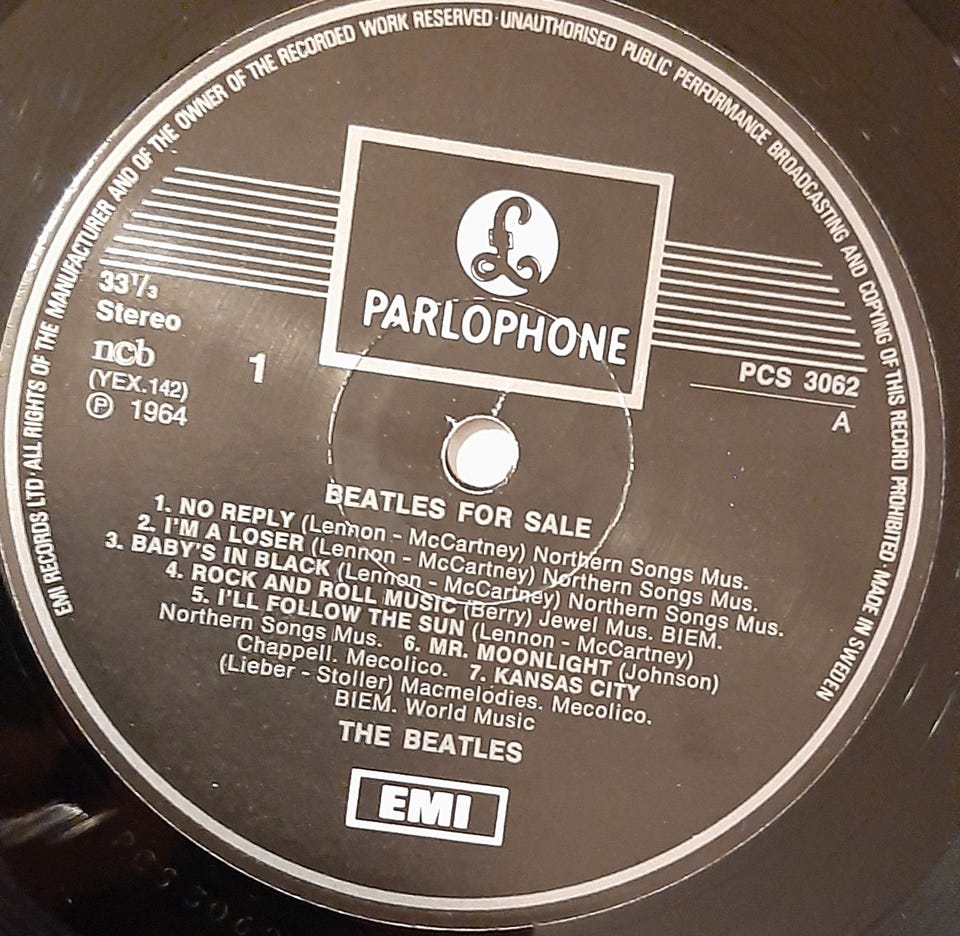 EMI RECORDS LTD · ALL RIGHTS OF THE MANUFACTURER AND OF THE OWNER OF THE RECORDED WORK RESERVED · UNAUTHORISED PUBLIC PERFORMANCE BROADCASTING AND COPYING OF THIS RECORD PROHIBITED · MADE IN SWEDEN
£
PARLOPHONE
33 1/3
Stereo
ncb
(YEX.142)
℗ 1964
1
PCS 3062
A
BEATLES FOR SALE
1. NO REPLY (Lennon - McCartney) Northern Songs Mus.
2. I'M A LOSER (Lennon - McCartney) Northern Songs Mus.
3. BABY'S IN BLACK (Lennon - McCartney) Northern Songs Mus.
4. ROCK AND ROLL MUSIC (Berry) Jewel Mus. BIEM.
5. I'LL FOLLOW THE SUN (Lennon - McCartney)
Northern Songs Mus. 6. MR. MOONLIGHT (Johnson)
Chappell. Mecolico. 7. KANSAS CITY
(Lieber - Stoller) Macmelodies. Mecolico.
BIEM. World Music
THE BEATLES
EMI